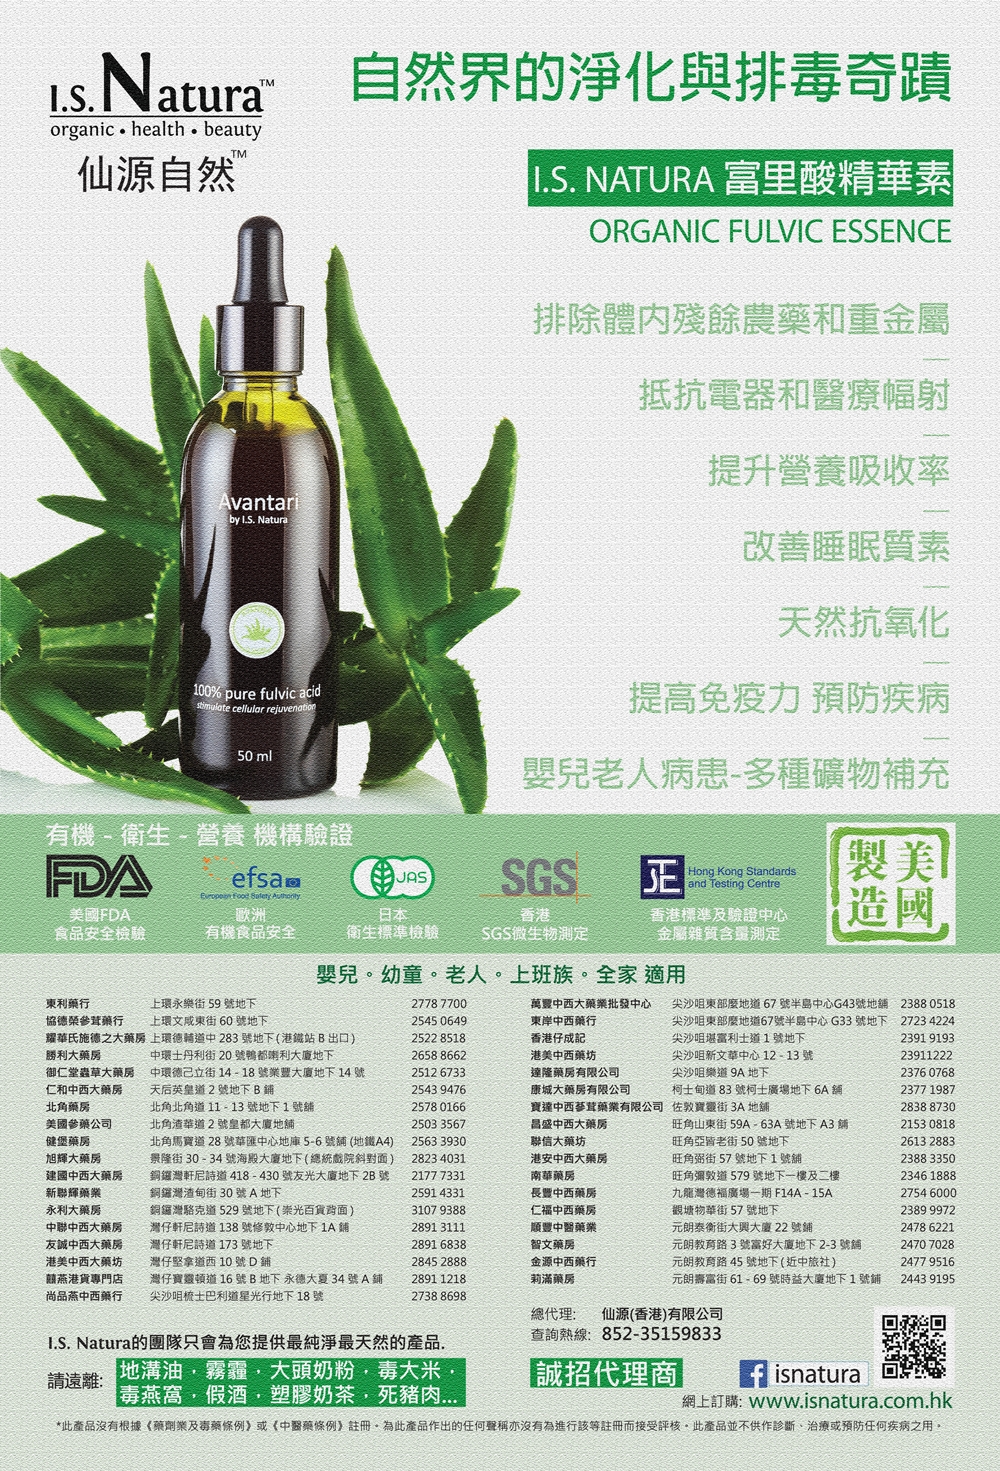 I.S. Natura™
organic • health • beauty
仙源自然™
自然界的淨化與排毒奇蹟
I.S. NATURA 富里酸精華素
ORGANIC FULVIC ESSENCE
排除體內殘餘農藥和重金屬
抵抗電器和醫療幅射
提升營養吸收率
改善睡眠質素
天然抗氧化
提高免疫力 預防疾病
嬰兒老人病患-多種礦物補充
Avantari
by I.S. Natura
100% pure fulvic acid
stimulate cellular rejuvenation
50 ml
有機 - 衛生 - 營養 機構驗證
FDA
美國FDA
食品安全檢驗
efsa
European Food Safety Authority
歐洲
有機食品安全
JAS
日本
衛生標準檢驗
SGS
香港
SGS微生物測定
Hong Kong Standards
and Testing Centre
香港標準及驗證中心
金屬雜質含量測定
美國
製造
嬰兒。幼童。老人。上班族。全家 適用
東利藥行 上環永樂街 59 號地下 2778 7700
協德榮參茸藥行 上環文咸東街 60 號地下 2545 0649
耀華氏施德之大藥房 上環德輔道中 283 號地下 (港鐵站 B 出口) 2522 8518
勝利大藥房 中環士丹利街 20 號鴨都喇利大廈地下 2658 8662
御仁堂蟲草大藥房 中環德己立街 14 - 18 號業豐大廈地下 14 號 2512 6733
仁和中西大藥房 天后英皇道 2 號地下 B 鋪 2543 9476
北角藥房 北角北角道 11 - 13 號地下 1 號舖 2578 0166
美國參藥公司 北角渣華道 2 號皇都大廈地舖 2503 3567
健堡藥房 北角馬寶道 28 號華匯中心地庫 5-6 號舖 (地鐵A4) 2563 3930
旭輝大藥房 景隆街 30 - 34 號海殿大廈地下 (總統戲院斜對面) 2823 4031
建國中西大藥房 銅鑼灣軒尼詩道 418 - 430 號友光大廈地下 2B 號 2177 7331
新聯輝藥業 銅鑼灣渣甸街 30 號 A 地下 2591 4331
永利大藥房 銅鑼灣駱克道 529 號地下 (崇光百貨背面) 3107 9388
中聯中西大藥房 灣仔軒尼詩道 138 號修敦中心地下 1A 鋪 2891 3111
友誠中西大藥房 灣仔軒尼詩道 173 號地下 2891 6838
港美中西大藥坊 灣仔堅拿道西 10 號 D 鋪 2845 2888
囍燕港貨專門店 灣仔寶靈頓道 16 號 B 地下 永德大夏 34 號 A 鋪 2891 1218
尚品燕中西藥行 尖沙咀梳士巴利道星光行地下 18 號 2738 8698
萬豐中西大藥業批發中心 尖沙咀東部麼地道 67 號半島中心G43號地舖 2388 0518
東岸中西藥行 尖沙咀東部麼地道67號半島中心 G33 號地下 2723 4224
香港仔成記 尖沙咀堪富利士道 1 號地下 2391 9193
港美中西藥坊 尖沙咀新文華中心 12 - 13 號 23911222
達隆藥房有限公司 尖沙咀樂道 9A 地下 2376 0768
康城大藥房有限公司 柯士甸道 83 號柯士廣場地下 6A 鋪 2377 1987
寶達中西蔘茸藥業有限公司 佐敦寶靈街 3A 地鋪 2838 8730
昌盛中西大藥房 旺角山東街 59A - 63A 號地下 A3 舖 2153 0818
聯信大藥坊 旺角亞皆老街 50 號地下 2613 2883
港安中西大藥房 旺角弼街 57 號地下 1 號舖 2388 3350
南華藥房 旺角彌敦道 579 號地下一樓及二樓 2346 1888
長豐中西藥房 九龍灣德福廣場一期 F14A - 15A 2754 6000
仁福中西藥房 觀塘物華街 57 號地下 2389 9972
順豐中醫藥業 元朗泰衡街大興大廈 22 號鋪 2478 6221
智文藥房 元朗教育路 3 號富好大廈地下 2-3 號鋪 2470 7028
金源中西藥行 元朗教育路 45 號地下 (近中旅社) 2477 9516
莉滿藥房 元朗壽富街 61 - 69 號時益大廈地下 1 號鋪 2443 9195
I.S. Natura的團隊只會為您提供最純淨最天然的產品.
請遠離: 地溝油，霧霾，大頭奶粉，毒大米，
毒燕窩，假酒，塑膠奶茶，死豬肉...
總代理: 仙源(香港)有限公司
查詢熱線: 852-35159833
誠招代理商
isnatura
網上訂購: www.isnatura.com.hk
*此產品沒有根據《藥劑業及毒藥條例》或《中醫藥條例》註冊。為此產品作出的任何聲稱亦沒有為進行該等註冊而接受評核。此產品並不供作診斷、治療或預防任何疾病之用。